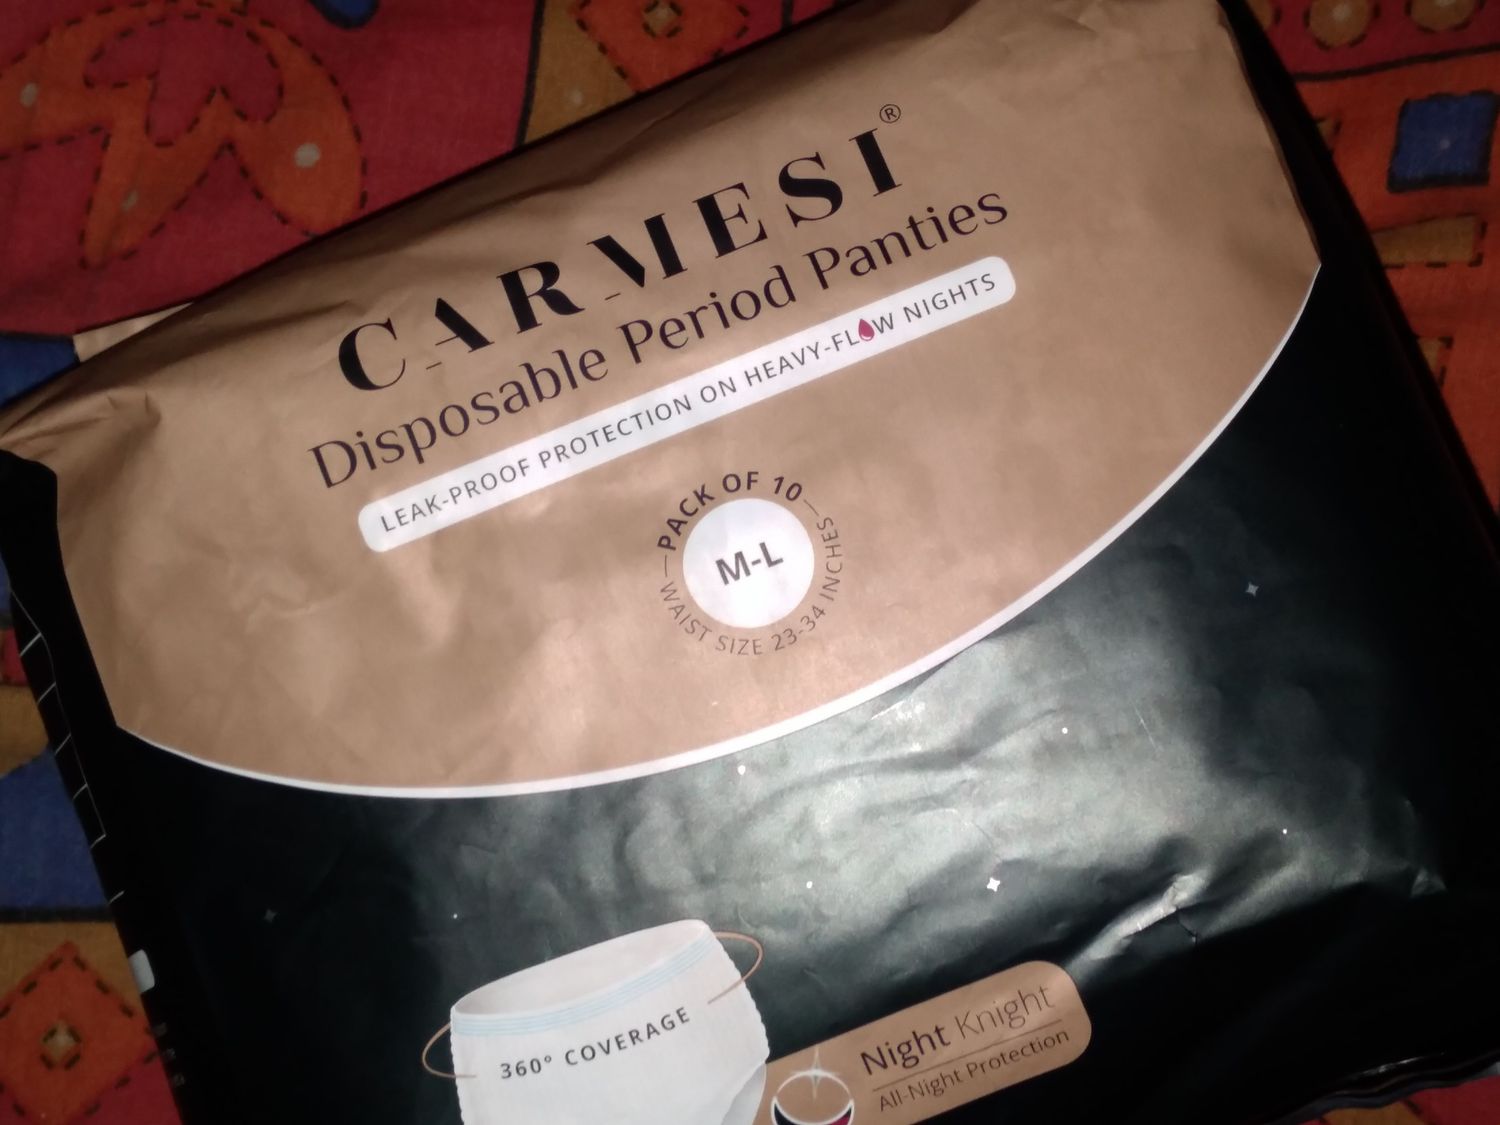 CARMESI®
Disposable Period Panties
LEAK-PROOF PROTECTION ON HEAVY-FLOW NIGHTS
PACK OF 10
M-L
WAIST SIZE 23-34 INCHES
360° COVERAGE
Night Knight
All-Night Protection